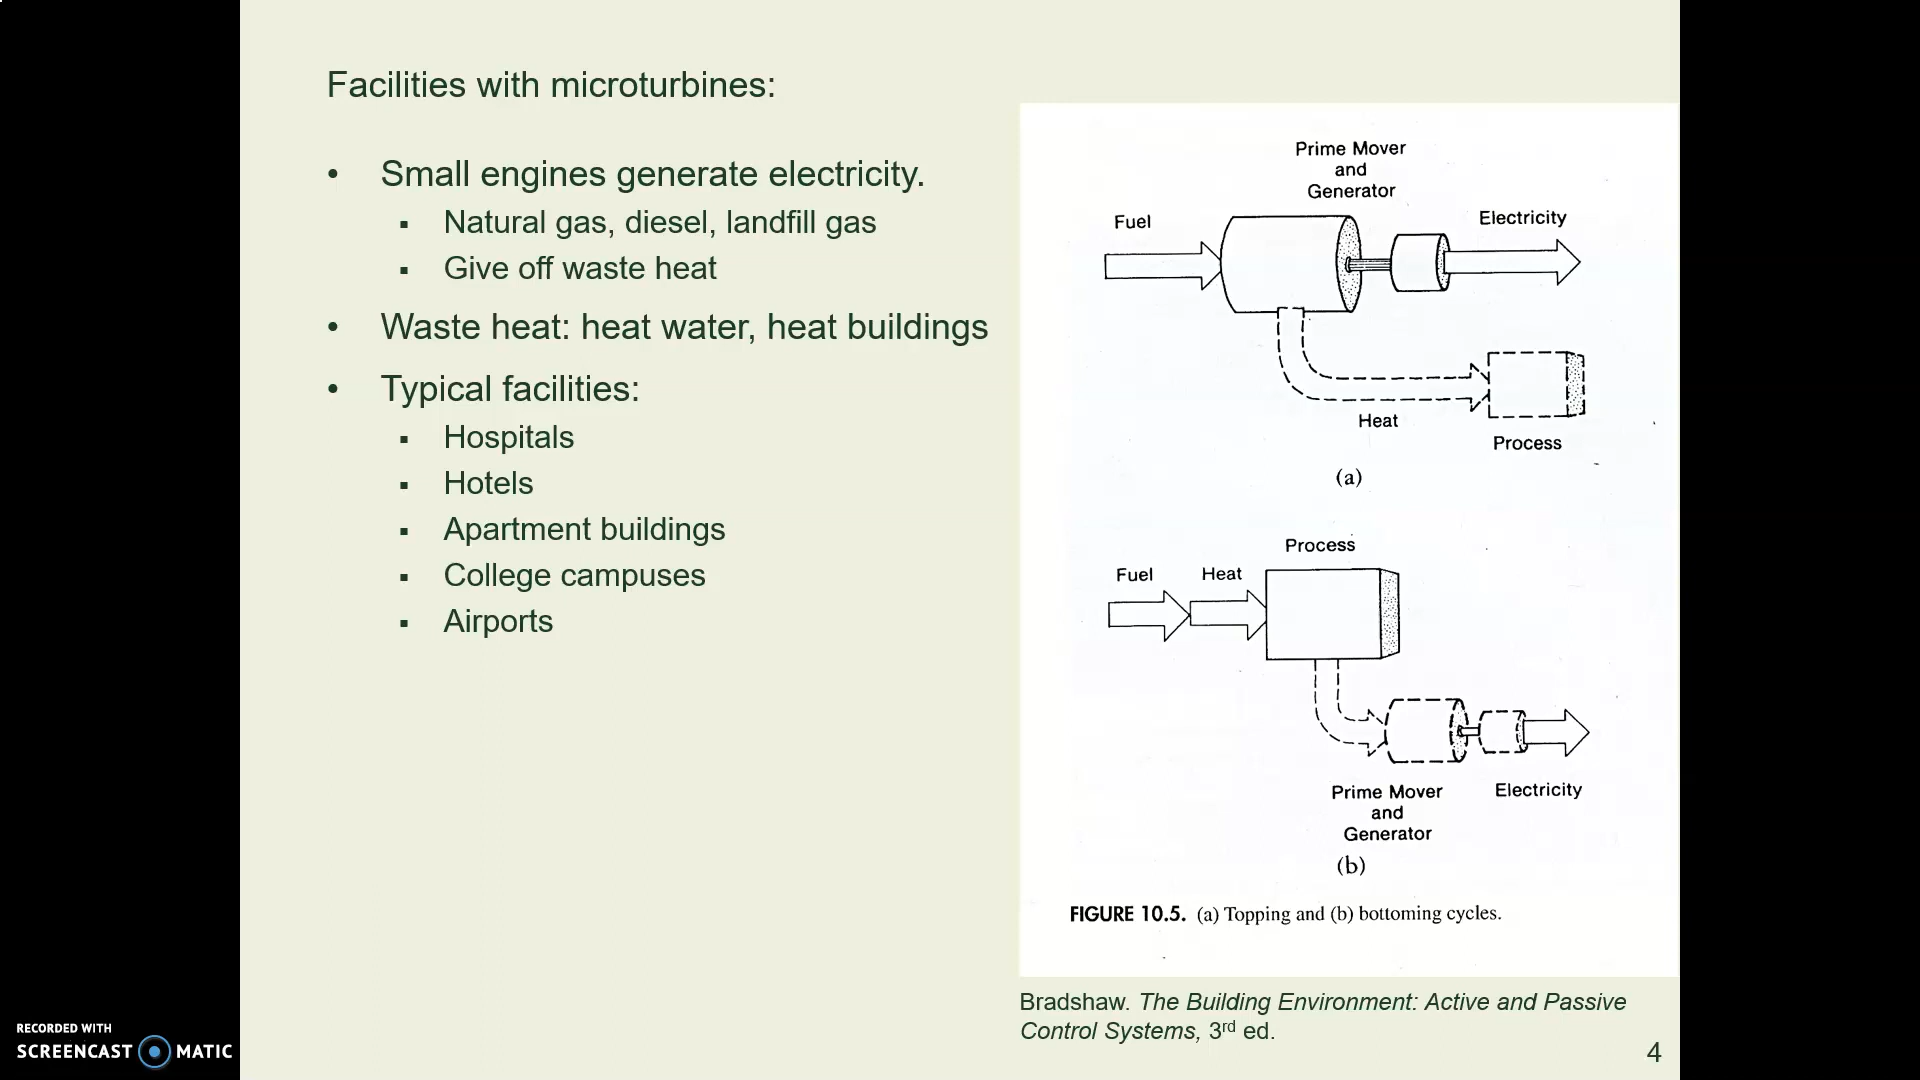 Facilities with microturbines:
• Small engines generate electricity.
▪ Natural gas, diesel, landfill gas
▪ Give off waste heat
• Waste heat: heat water, heat buildings
• Typical facilities:
▪ Hospitals
▪ Hotels
▪ Apartment buildings
▪ College campuses
▪ Airports
Prime Mover
and
Generator
Fuel
Electricity
Heat
Process
(a)
Process
Fuel
Heat
Prime Mover
and
Generator
Electricity
(b)
FIGURE 10.5. (a) Topping and (b) bottoming cycles.
Bradshaw. The Building Environment: Active and Passive
Control Systems, 3rd ed.
4
RECORDED WITH
SCREENCAST MATIC